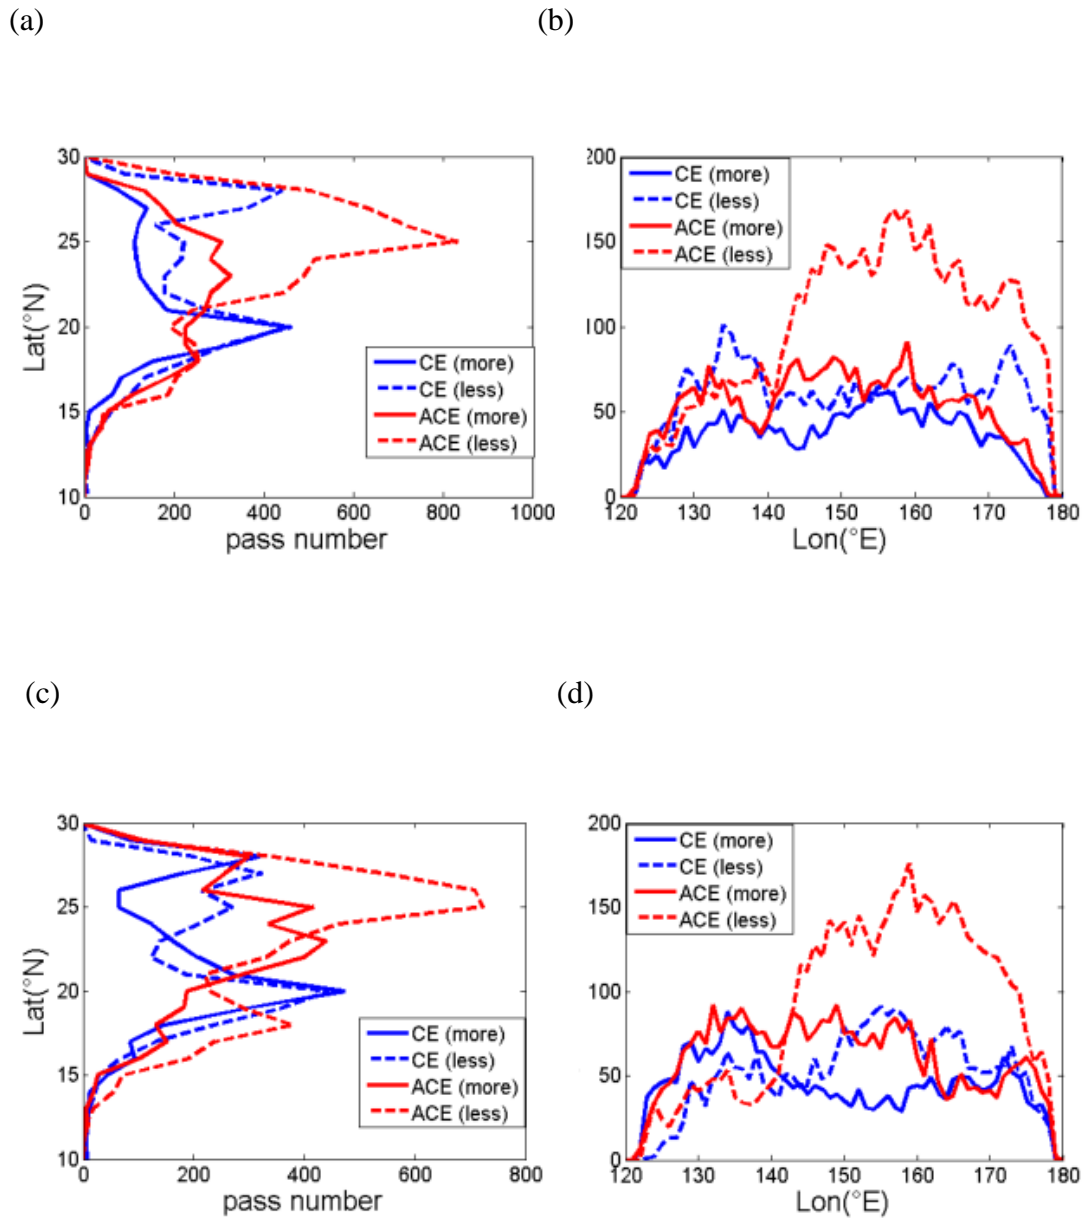 (a)
(b)
30
25
20
15
10
Lat(°N)
0
200
400
600
800
1000
pass number
CE (more)
CE (less)
ACE (more)
ACE (less)
200
150
100
50
0
120
130
140
150
160
170
180
Lon(°E)
CE (more)
CE (less)
ACE (more)
ACE (less)
(c)
(d)
30
25
20
15
10
Lat(°N)
0
200
400
600
800
pass number
CE (more)
CE (less)
ACE (more)
ACE (less)
200
150
100
50
0
120
130
140
150
160
170
180
Lon(°E)
CE (more)
CE (less)
ACE (more)
ACE (less)